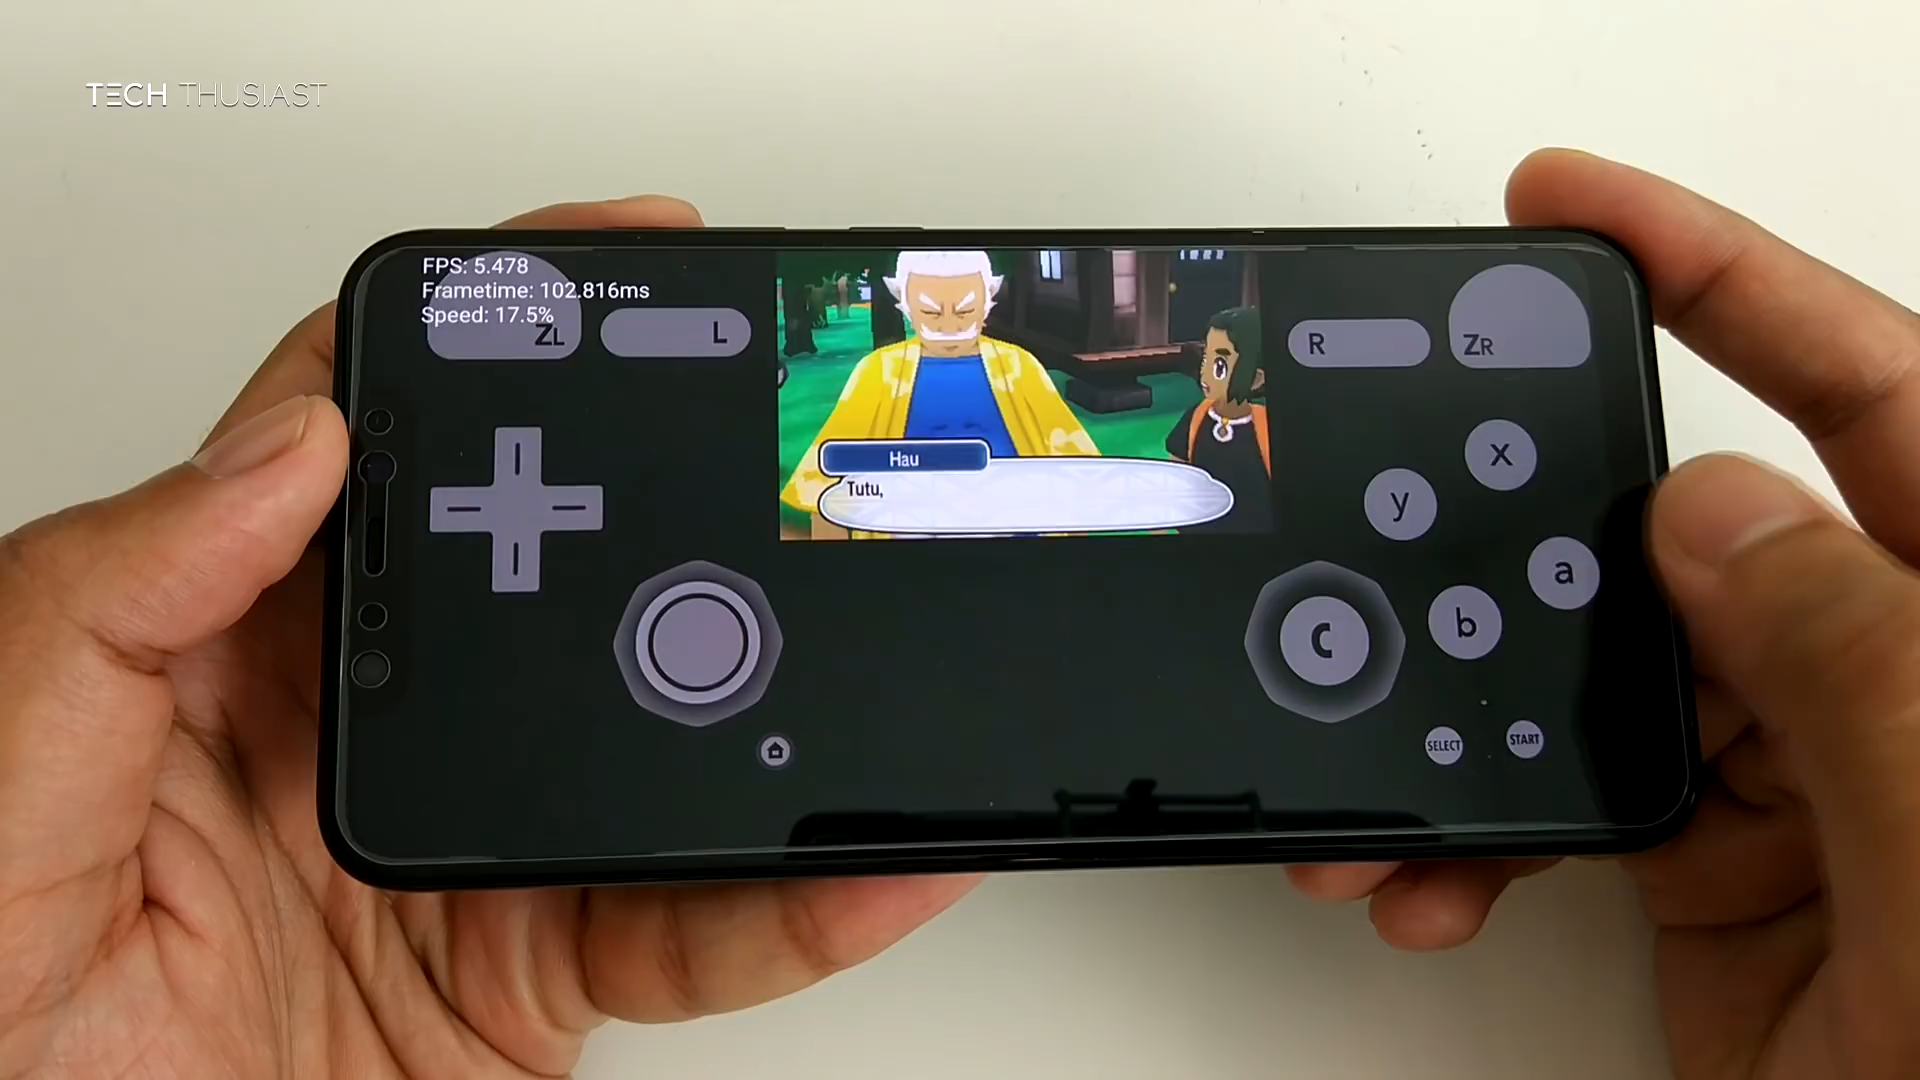 TECH THUSIAST
FPS: 5.478
Frametime: 102.816ms
Speed: 17.5%
ZL
L
R
ZR
Hau
Tutu,
x
y
a
b
C
SELECT
START